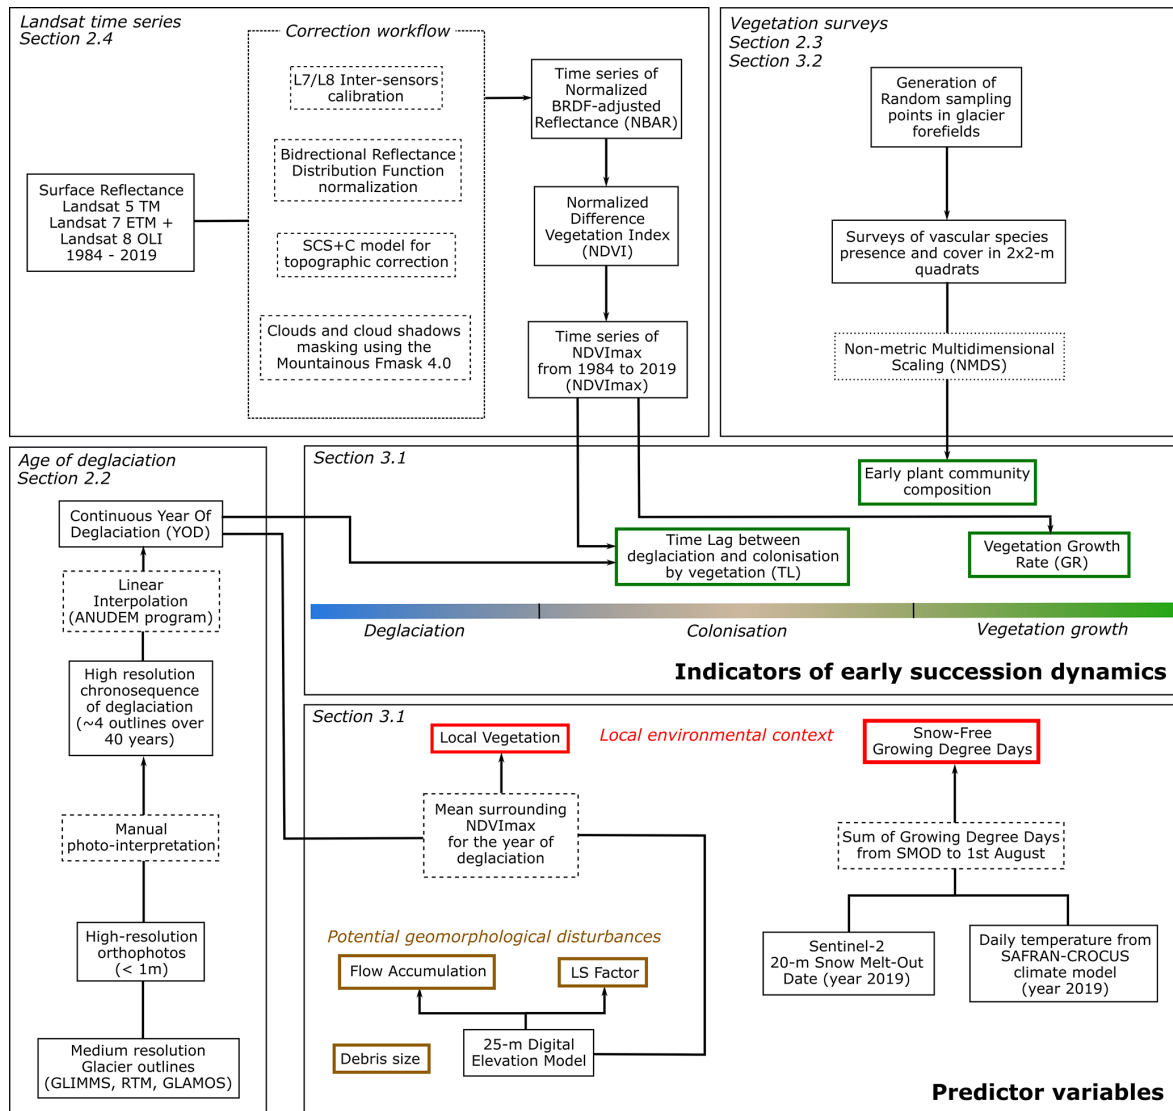 Landsat time series
Section 2.4
Correction workflow
L7/L8 Inter-sensors
calibration
Bidrectional Reflectance
Distribution Function
normalization
SCS+C model for
topographic correction
Clouds and cloud shadows
masking using the
Mountainous Fmask 4.0
Surface Reflectance
Landsat 5 TM
Landsat 7 ETM +
Landsat 8 OLI
1984 - 2019
Time series of
Normalized
BRDF-adjusted
Reflectance (NBAR)
Normalized
Difference
Vegetation Index
(NDVI)
Time series of
NDVImax
from 1984 to 2019
(NDVImax)
Vegetation surveys
Section 2.3
Section 3.2
Generation of
Random sampling
points in glacier
forefields
Surveys of vascular species
presence and cover in 2x2-m
quadrats
Non-metric Multidimensional
Scaling (NMDS)
Age of deglaciation
Section 2.2
Continuous Year Of
Deglaciation (YOD)
Linear
Interpolation
(ANUDEM program)
High resolution
chronosequence
of deglaciation
(~4 outlines over
40 years)
Manual
photo-interpretation
High-resolution
orthophotos
(< 1m)
Medium resolution
Glacier outlines
(GLIMMS, RTM, GLAMOS)
Section 3.1
Early plant community
composition
Time Lag between
deglaciation and colonisation
by vegetation (TL)
Vegetation Growth
Rate (GR)
Deglaciation
Colonisation
Vegetation growth
Indicators of early succession dynamics
Section 3.1
Local Vegetation
Local environmental context
Snow-Free
Growing Degree Days
Mean surrounding
NDVImax
for the year of
deglaciation
Sum of Growing Degree Days
from SMOD to 1st August
Potential geomorphological disturbances
Flow Accumulation
LS Factor
Debris size
25-m Digital
Elevation Model
Sentinel-2
20-m Snow Melt-Out
Date (year 2019)
Daily temperature from
SAFRAN-CROCUS
climate model
(year 2019)
Predictor variables